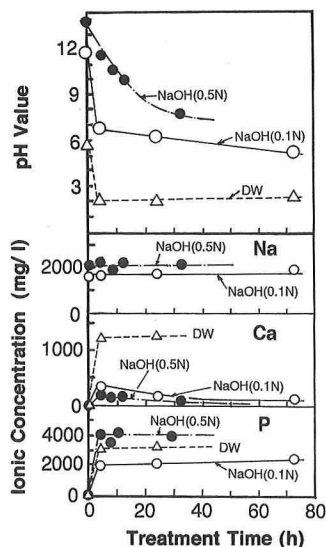 pH Value
12
9
6
3
NaOH(0.5N)
NaOH(0.1N)
DW
Ionic Concentration (mg/l)
2000
0
NaOH(0.5N)
Na
NaOH(0.1N)
1000
0
Ca
DW
NaOH(0.5N)
NaOH(0.1N)
4000
2000
0
NaOH(0.5N)
P
DW
NaOH(0.1N)
0 20 40 60 80
Treatment Time (h)